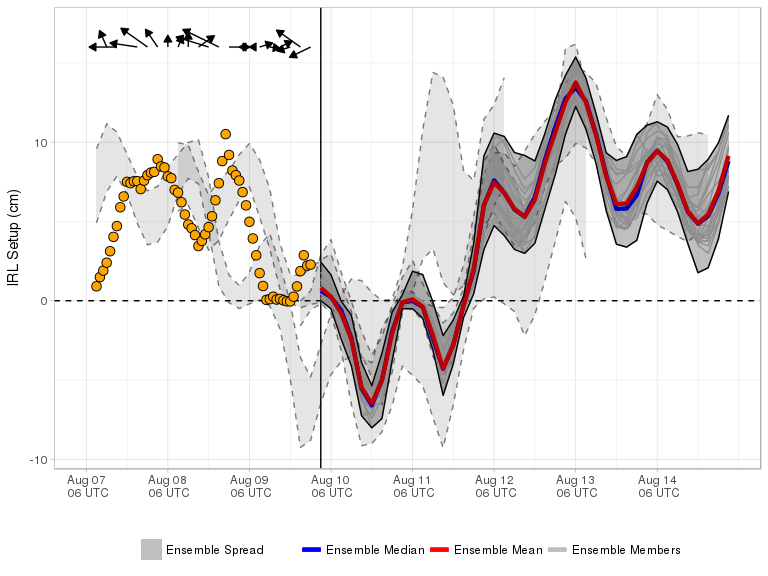 IRL Setup (cm)
10
0
-10
Aug 07 Aug 08 Aug 09 Aug 10 Aug 11 Aug 12 Aug 13 Aug 14
06 UTC 06 UTC 06 UTC 06 UTC 06 UTC 06 UTC 06 UTC 06 UTC
Ensemble Spread Ensemble Median Ensemble Mean Ensemble Members